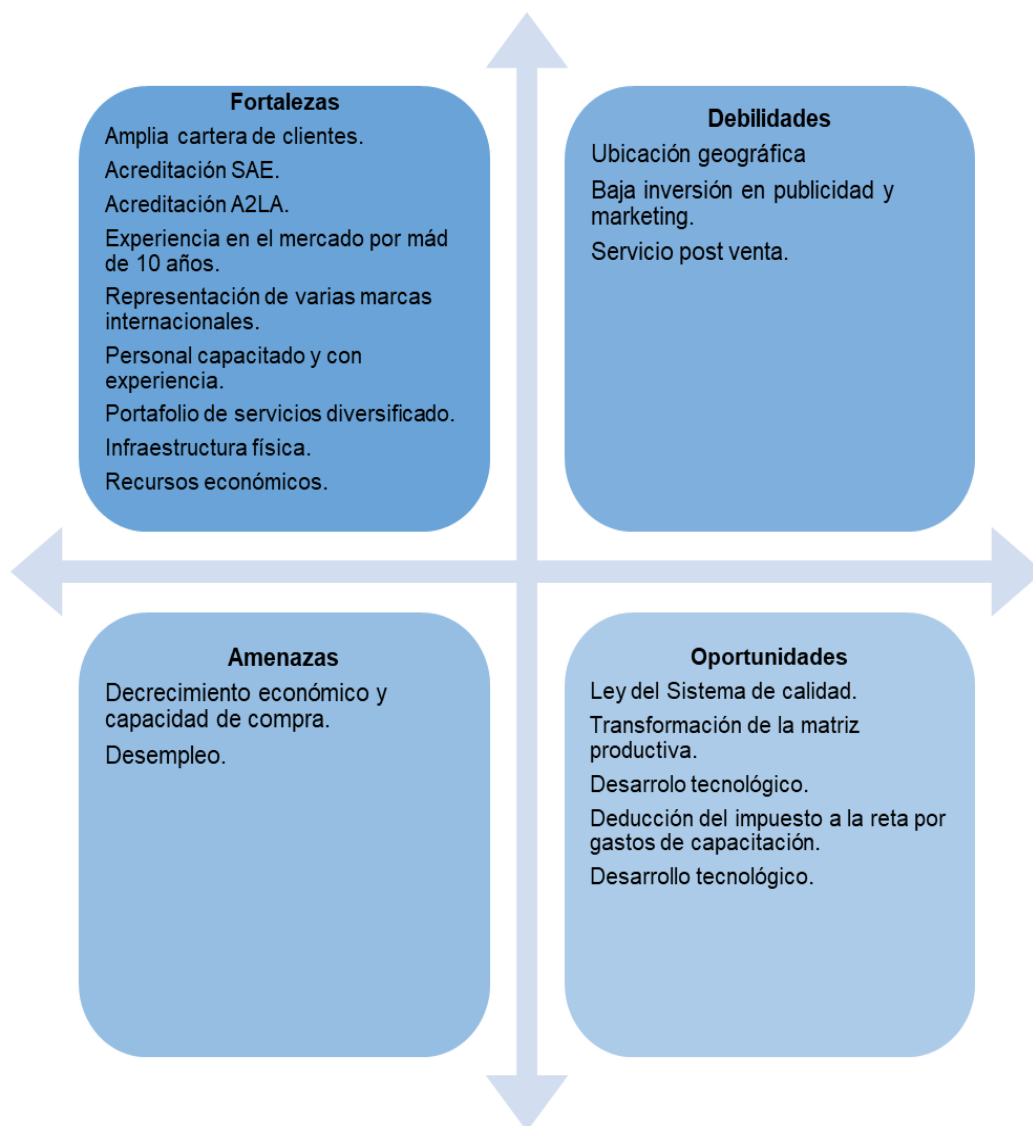 Fortalezas
Amplia cartera de clientes.
Acreditación SAE.
Acreditación A2LA.
Experiencia en el mercado por mád
de 10 años.
Representación de varias marcas
internacionales.
Personal capacitado y con
experiencia.
Portafolio de servicios diversificado.
Infraestructura física.
Recursos económicos.
Debilidades
Ubicación geográfica
Baja inversión en publicidad y
marketing.
Servicio post venta.
Amenazas
Decrecimiento económico y
capacidad de compra.
Desempleo.
Oportunidades
Ley del Sistema de calidad.
Transformación de la matriz
productiva.
Desarrolo tecnológico.
Deducción del impuesto a la reta por
gastos de capacitación.
Desarrollo tecnológico.